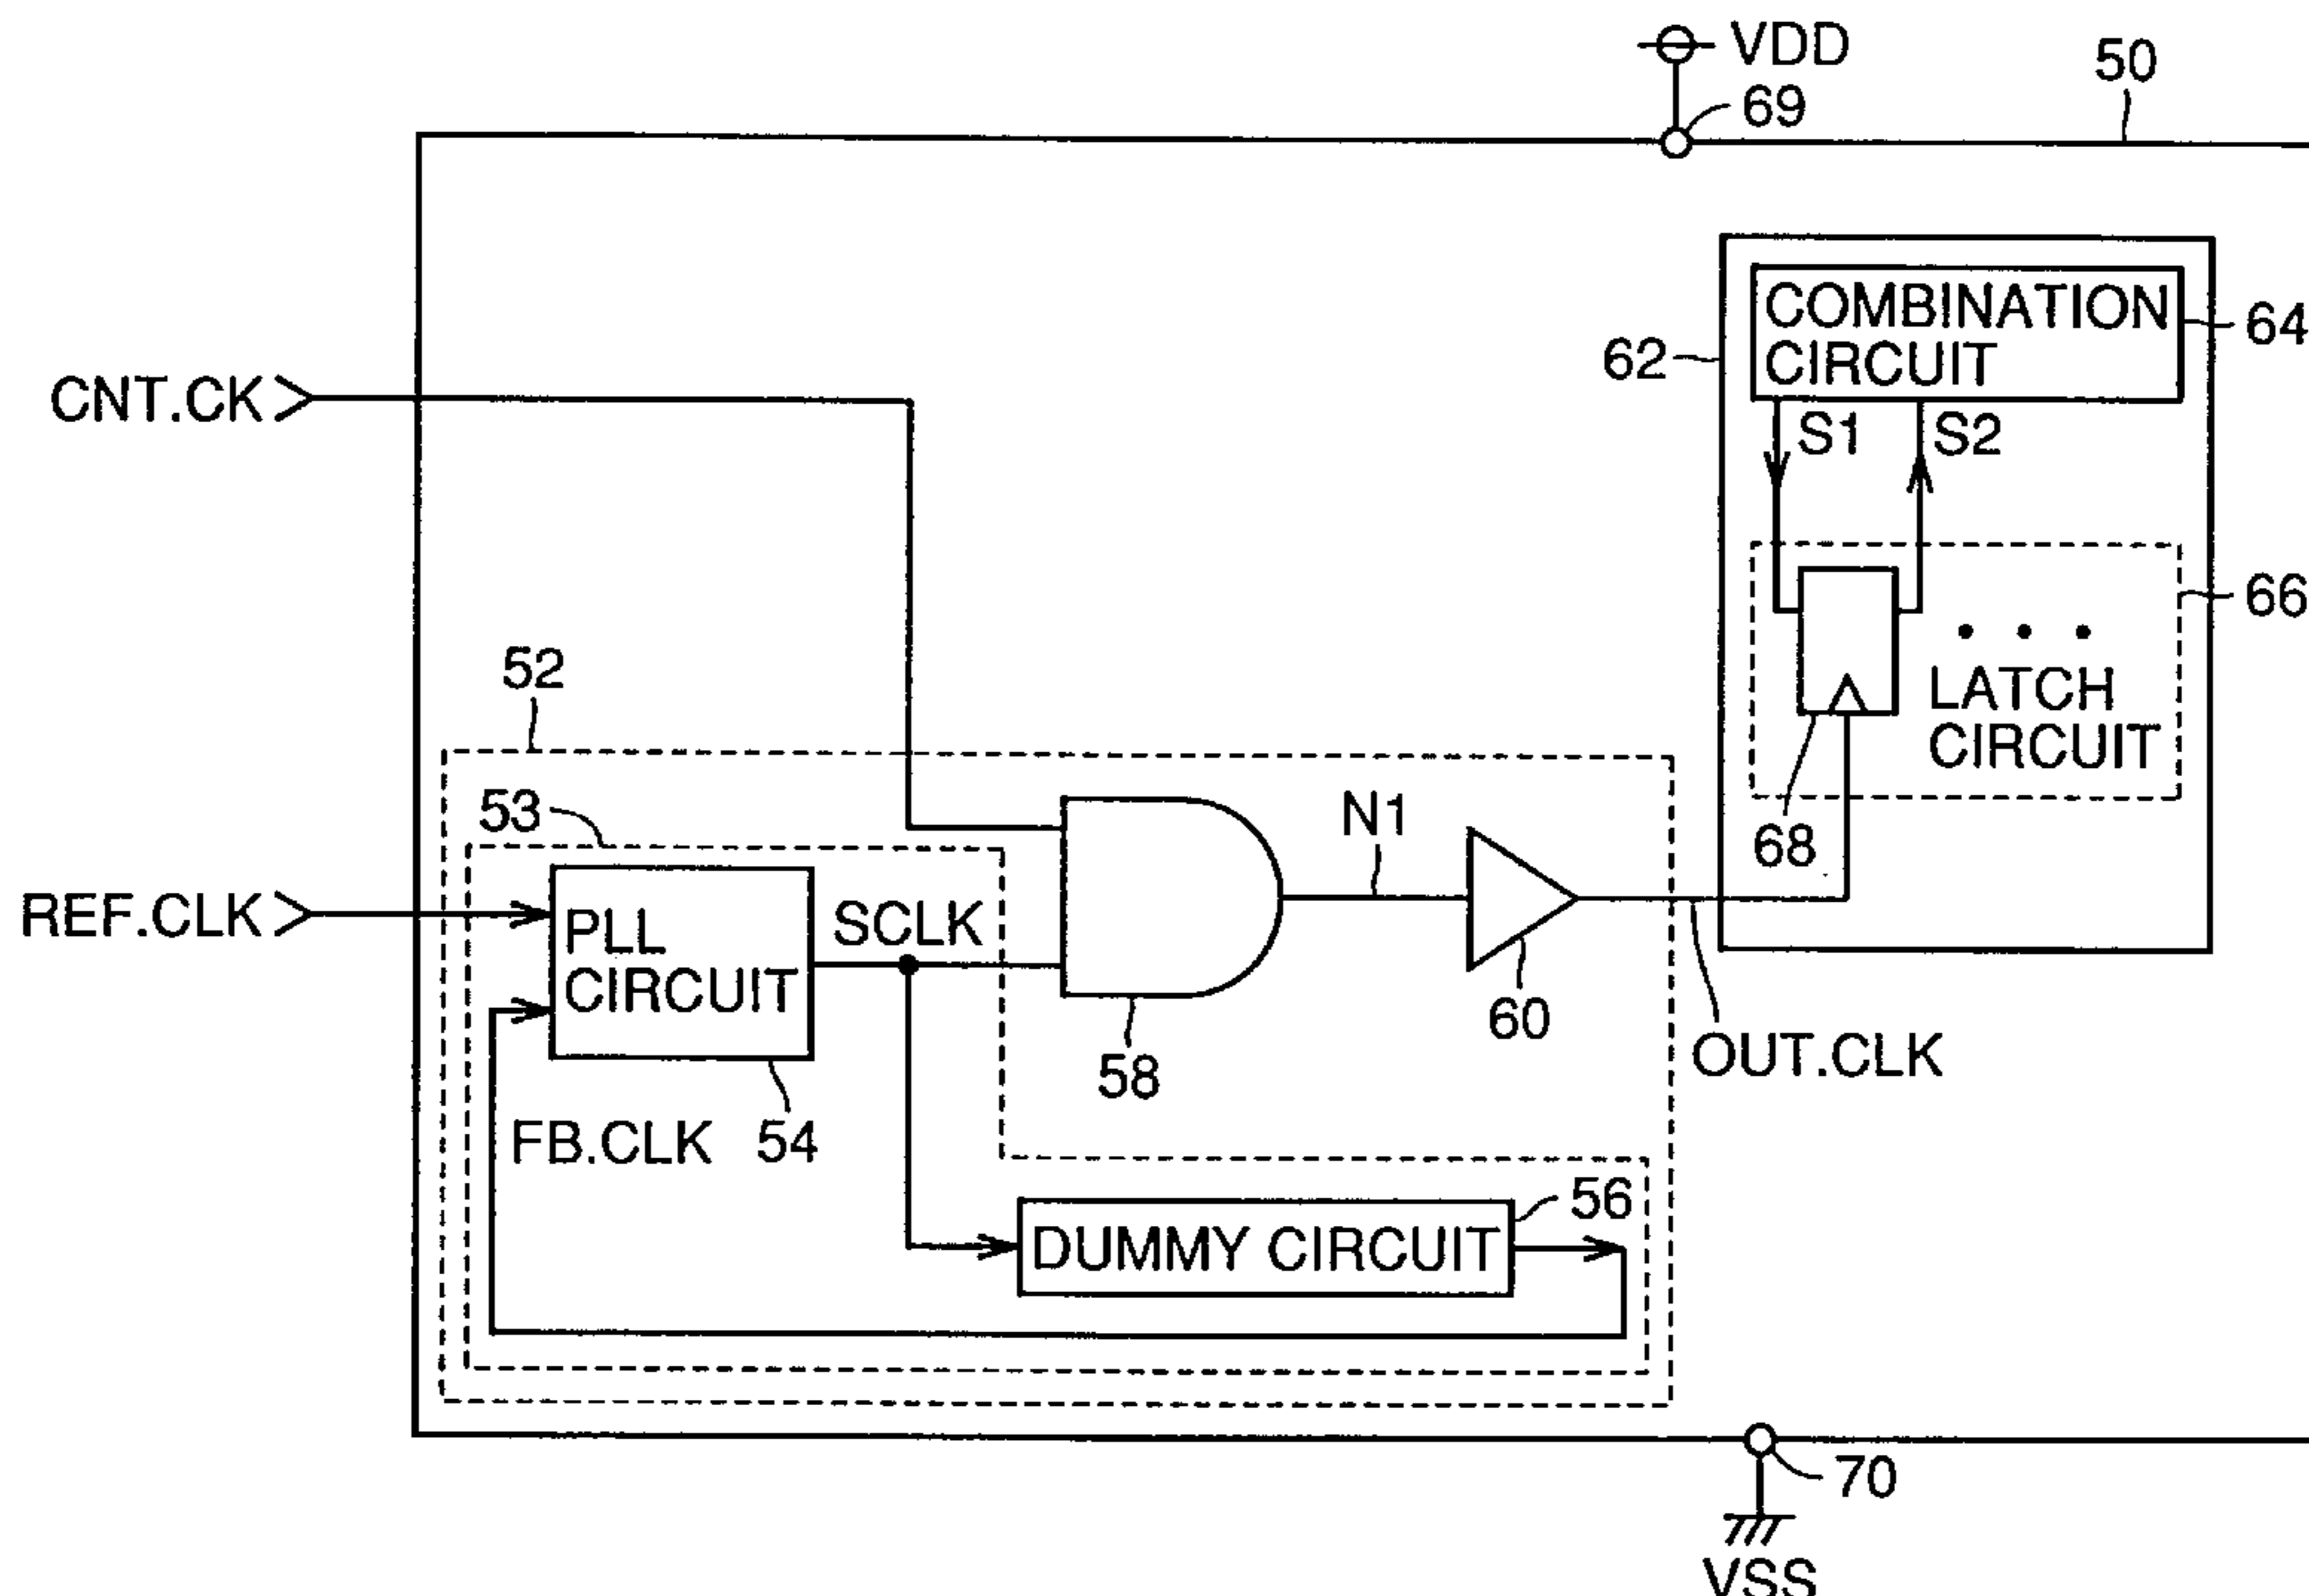 VDD
50
69
COMBINATION
CIRCUIT
64
62
CNT.CK
S1
S2
66
52
LATCH
CIRCUIT
53
N1
68
REF.CLK
PLL
CIRCUIT
SCLK
60
OUT.CLK
58
FB.CLK
54
56
DUMMY CIRCUIT
70
VSS